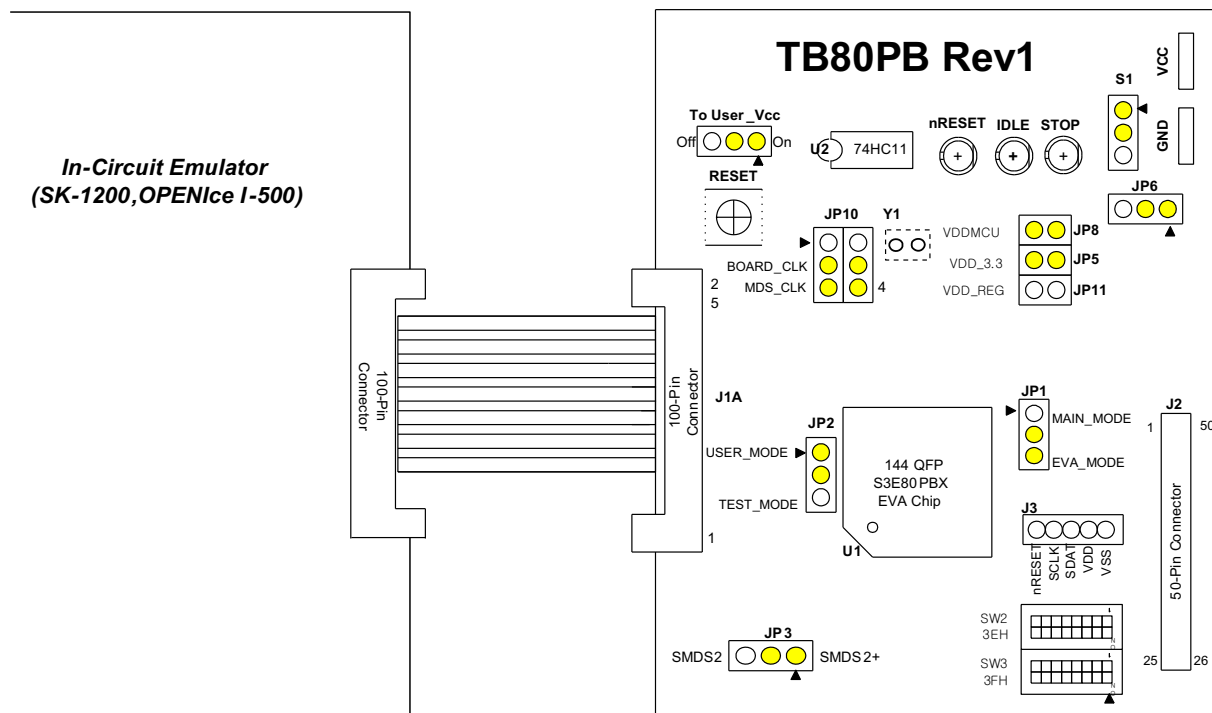 TB80PB Rev1
In-Circuit Emulator
(SK-1200,OPENIce I-500)
To User_Vcc
Off
On
RESET
U2
74HC11
nRESET
IDLE
STOP
S1
VCC
GND
JP6
JP10
Y1
BOARD_CLK
MDS_CLK
4
VDDMCU
JP8
VDD_3.3
JP5
VDD_REG
JP11
2
5
100-Pin
Connector
100-Pin
Connector
J1A
1
JP2
USER_MODE
TEST_MODE
144 QFP
S3E80PBX
EVA Chip
U1
JP1
MAIN_MODE
EVA_MODE
J2
1
50
50-Pin Connector
25
26
J3
nRESET
SCLK
SDAT
VDD
VSS
SW2
3EH
SW3
3FH
JP3
SMDS2
SMDS2+